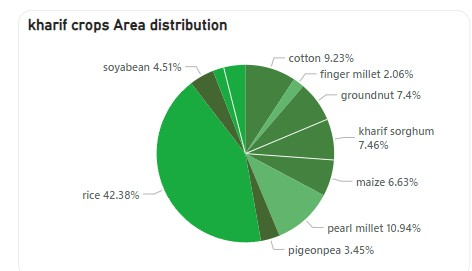 kharif crops Area distribution
cotton 9.23%
finger millet 2.06%
groundnut 7.4%
kharif sorghum
7.46%
maize 6.63%
pearl millet 10.94%
pigeonpea 3.45%
rice 42.38%
soyabean 4.51%